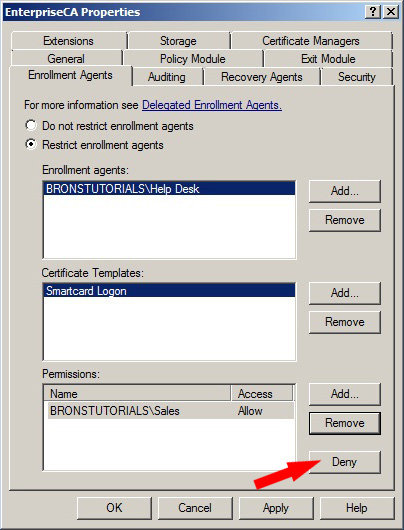 EnterpriseCA Properties
Extensions
Storage
Certificate Managers
General
Policy Module
Exit Module
Enrollment Agents
Auditing
Recovery Agents
Security
For more information see Delegated Enrollment Agents.
Do not restrict enrollment agents
Restrict enrollment agents
Enrollment agents:
BRONSTUTORIALS\Help Desk
Add...
Remove
Certificate Templates:
Smartcard Logon
Add...
Remove
Permissions:
Name Access
BRONSTUTORIALS\Sales Allow
Add...
Remove
Deny
OK
Cancel
Apply
Help